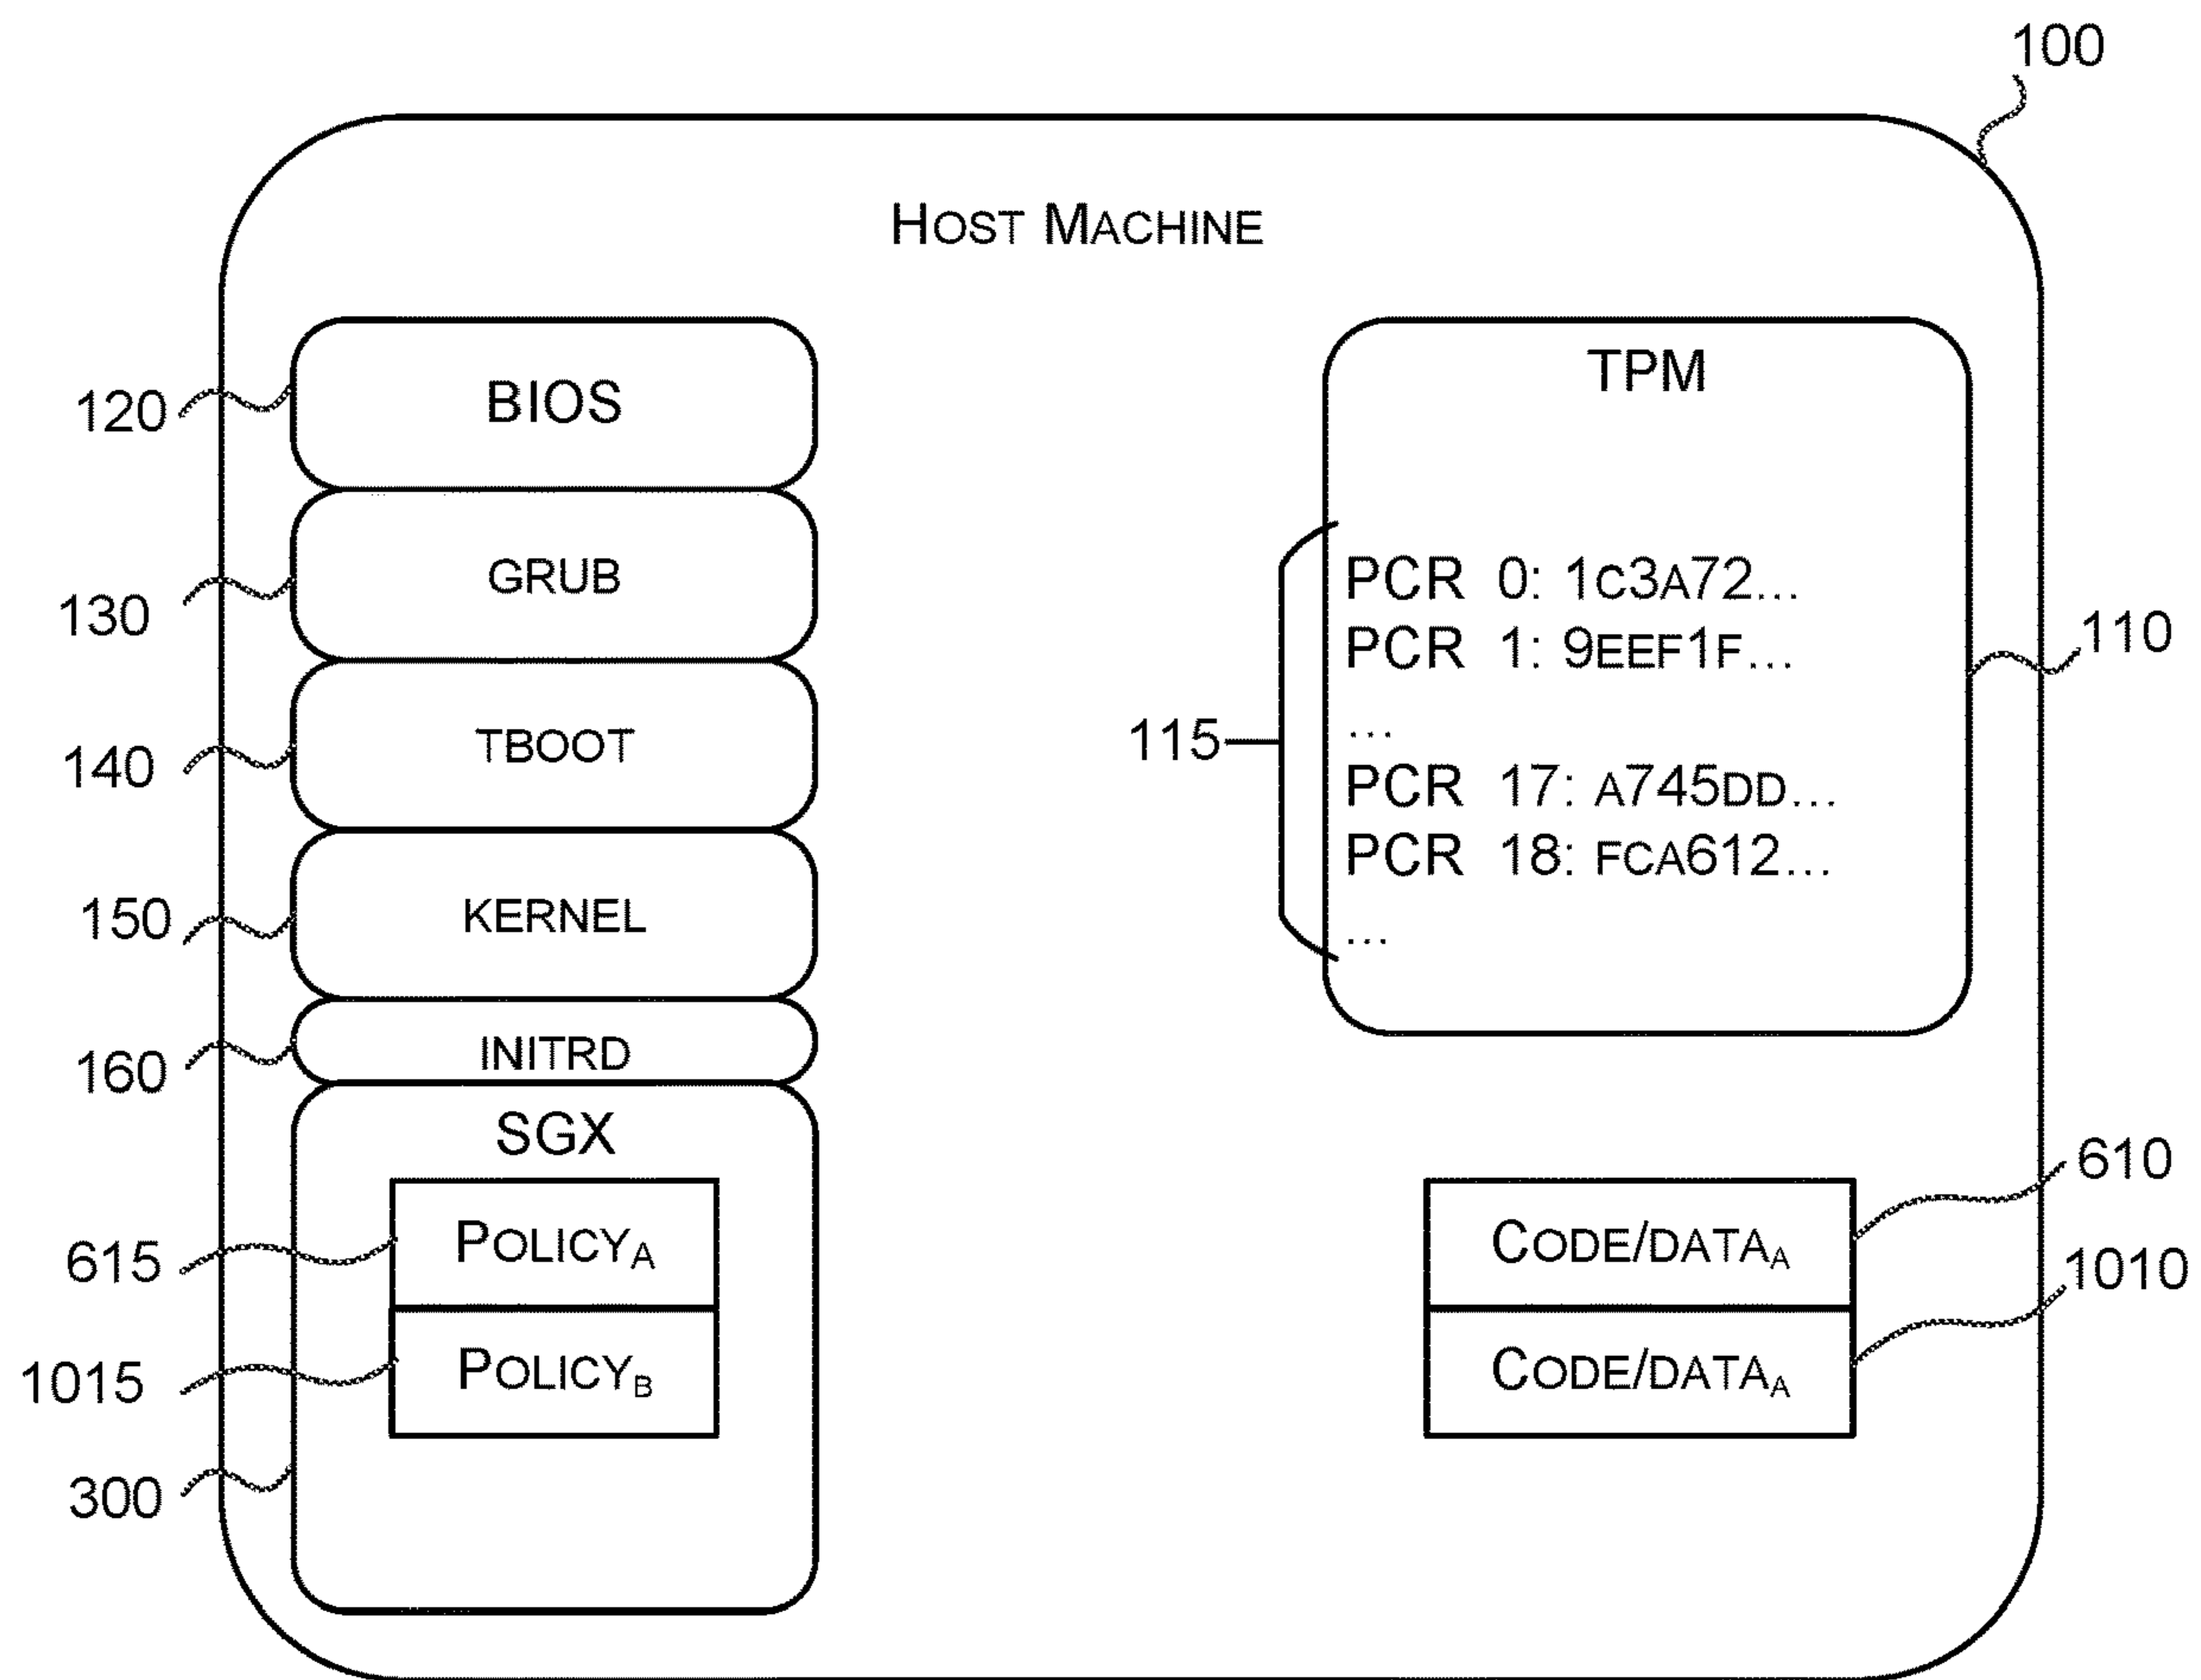 100
HOST MACHINE
120
BIOS
130
GRUB
140
TBOOT
150
KERNEL
160
INITRD
SGX
615
POLICYA
1015
POLICYB
300
TPM
115
PCR 0: 1C3A72...
PCR 1: 9EEF1F...
...
PCR 17: A745DD...
PCR 18: FCA612...
...
110
CODE/DATAA
610
CODE/DATAA
1010